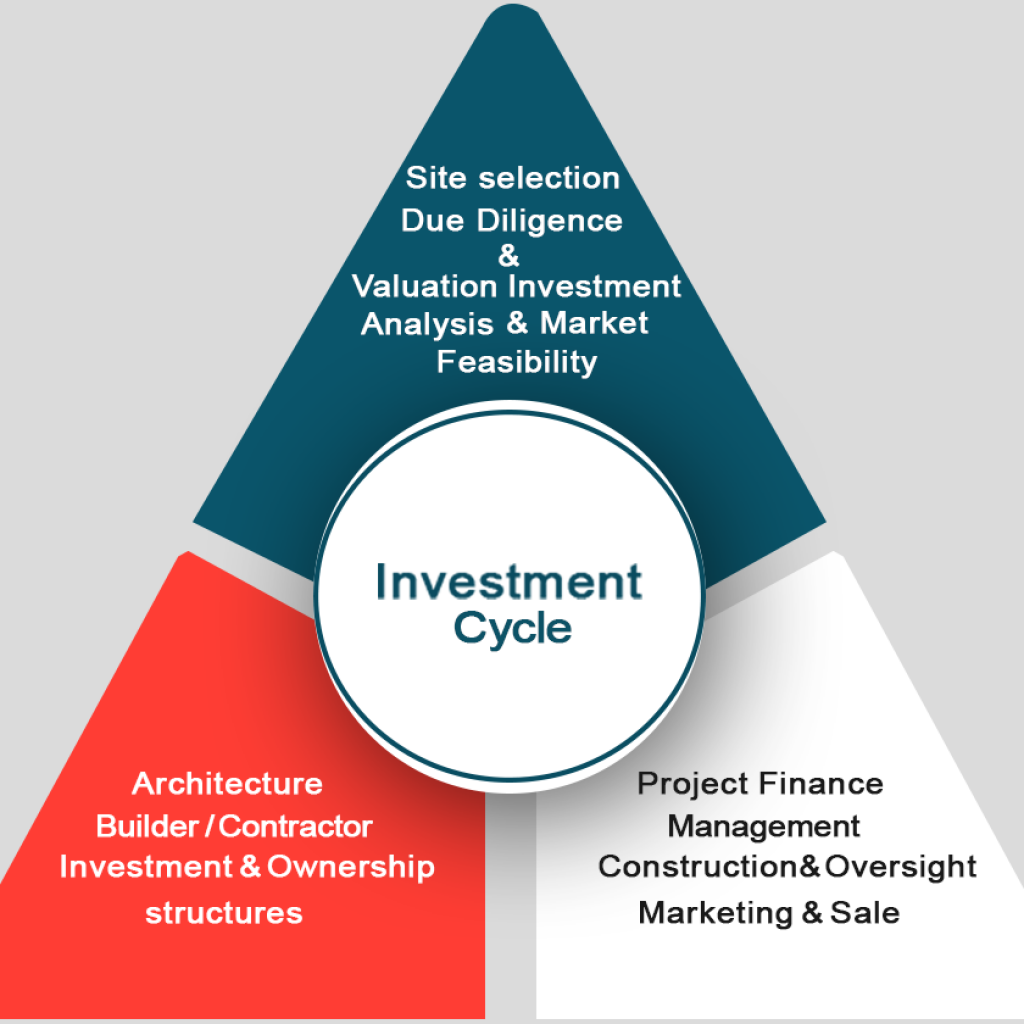 Site selection
Due Diligence
&
Valuation Investment
Analysis & Market
Feasibility
Investment
Cycle
Architecture
Builder / Contractor
Investment & Ownership
structures
Project Finance
Management
Construction&Oversight
Marketing & Sale